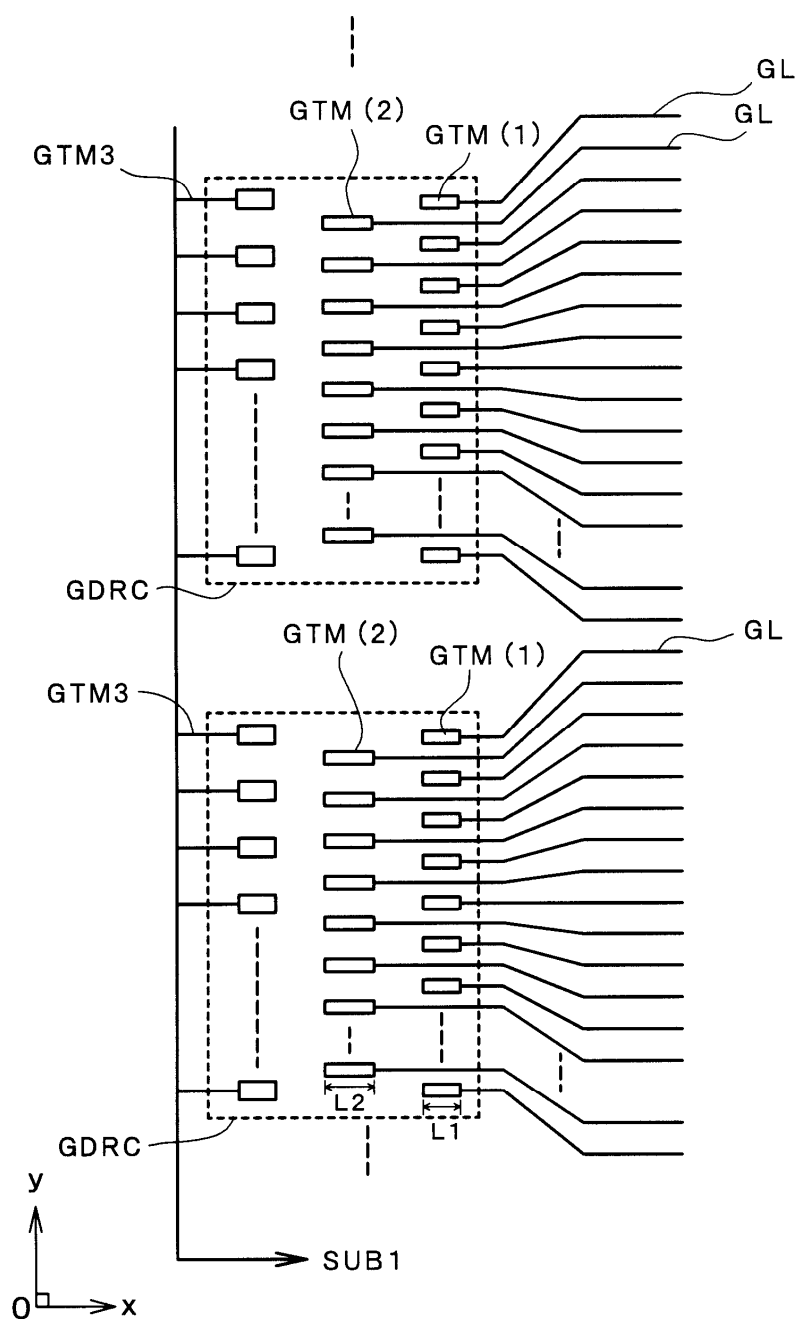 GL
GTM (2)
GL
GTM (1)
GTM3
GDRC
GTM (2)
GL
GTM (1)
GTM3
L2
L1
GDRC
y
SUB1
O
x